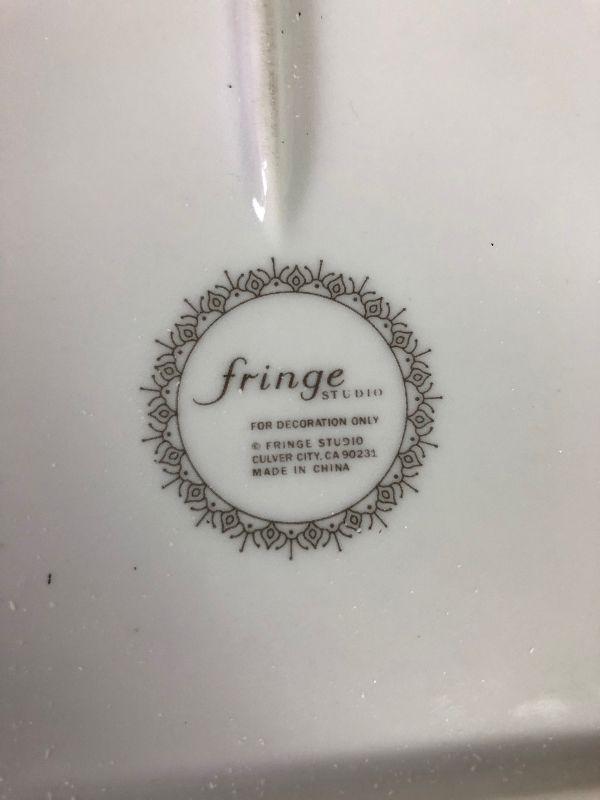 fringe
STUDIO
FOR DECORATION ONLY
© FRINGE STUDIO
CULVER CITY, CA 90231
MADE IN CHINA